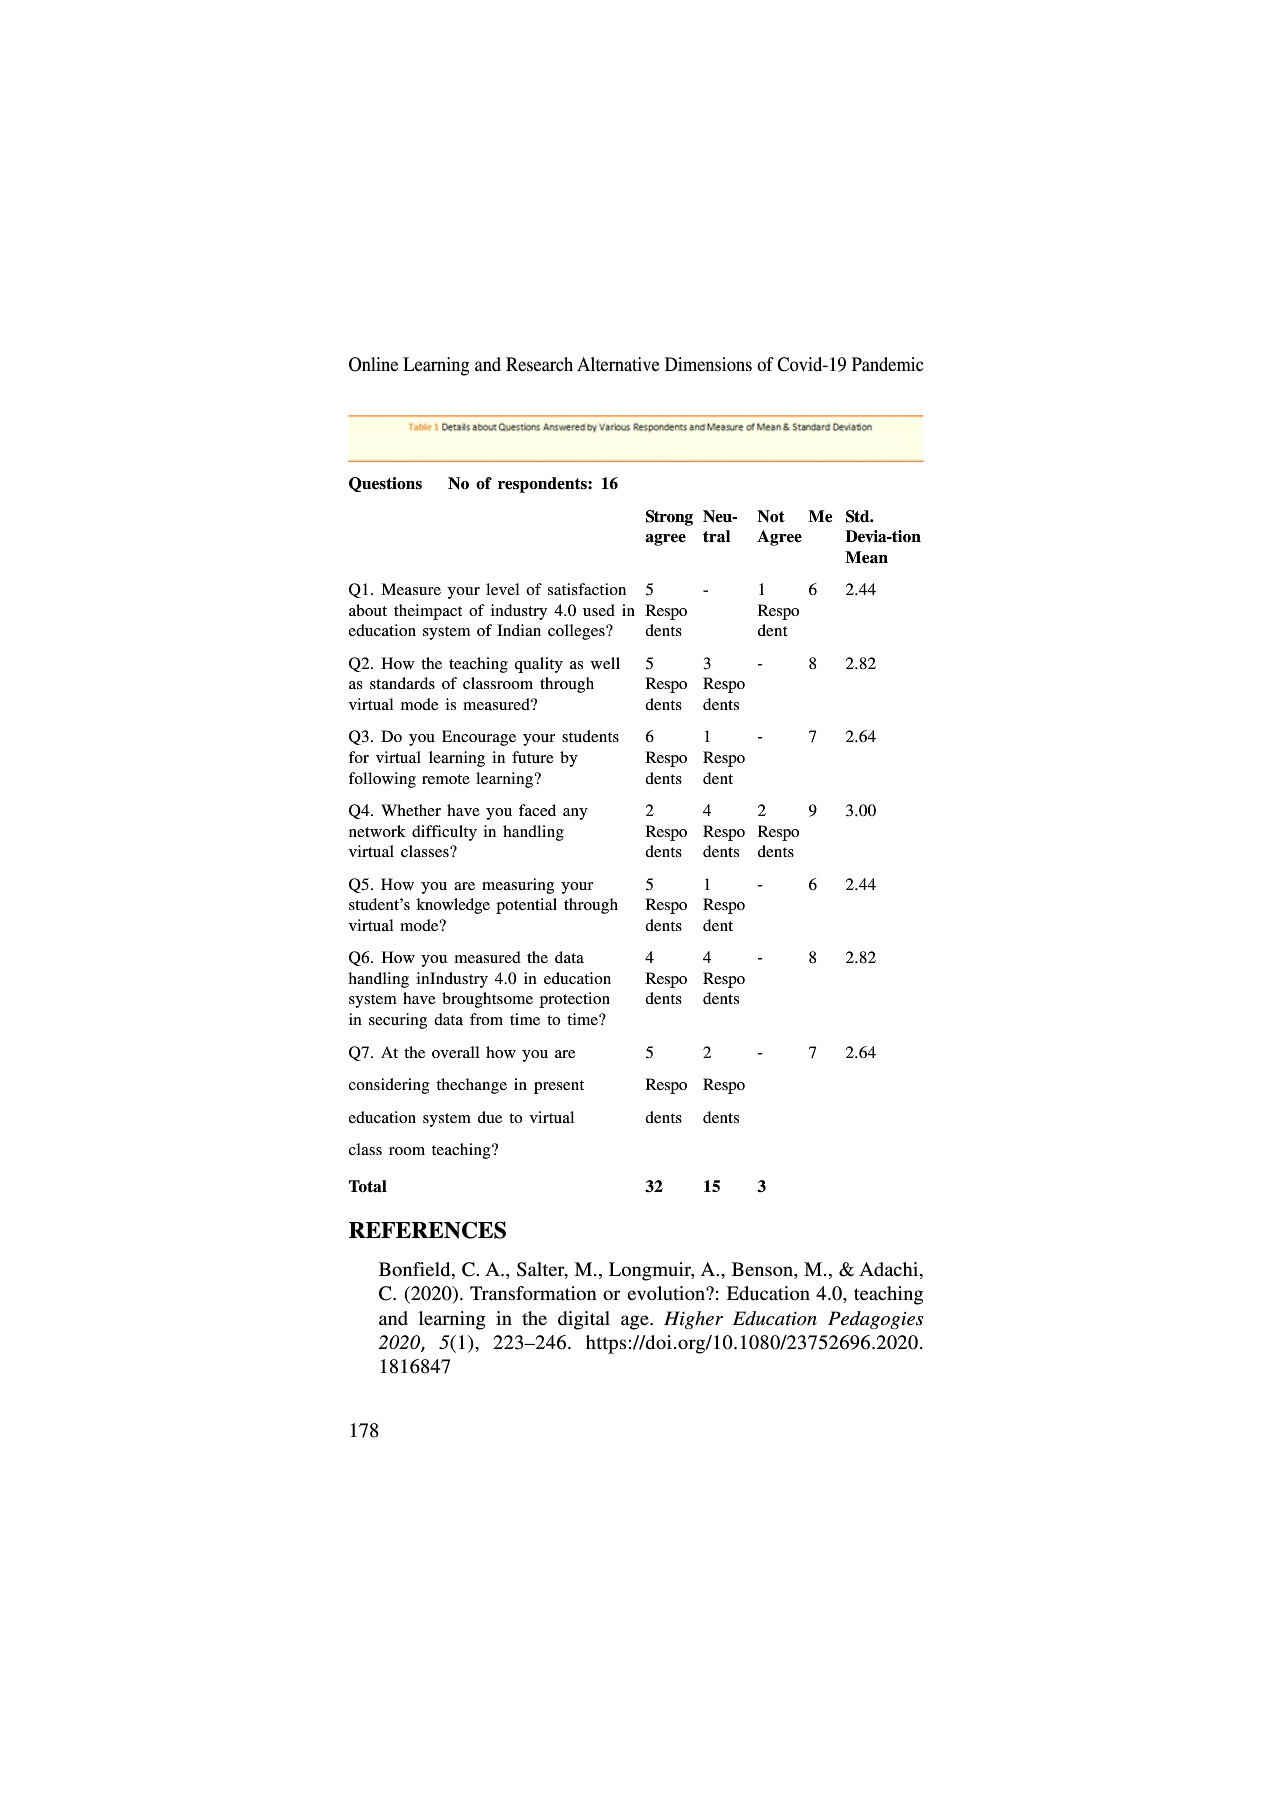 Online Learning and Research Alternative Dimensions of Covid-19 Pandemic
Table 1 Details about Questions Answered by Various Respondents and Measure of Mean & Standard Deviation
Questions No of respondents: 16
Strong Neu- Not Me Std.
agree tral Agree Devia-tion
Mean
Q1. Measure your level of satisfaction 5 - 1 6 2.44
about theimpact of industry 4.0 used in Respo Respo
education system of Indian colleges? dents dent
Q2. How the teaching quality as well 5 3 - 8 2.82
as standards of classroom through Respo Respo
virtual mode is measured? dents dents
Q3. Do you Encourage your students 6 1 - 7 2.64
for virtual learning in future by Respo Respo
following remote learning? dents dent
Q4. Whether have you faced any 2 4 2 9 3.00
network difficulty in handling Respo Respo Respo
virtual classes? dents dents dents
Q5. How you are measuring your 5 1 - 6 2.44
student’s knowledge potential through Respo Respo
virtual mode? dents dent
Q6. How you measured the data 4 4 - 8 2.82
handling inIndustry 4.0 in education Respo Respo
system have broughtsome protection dents dents
in securing data from time to time?
Q7. At the overall how you are 5 2 - 7 2.64
considering thechange in present Respo Respo
education system due to virtual dents dents
class room teaching?
Total 32 15 3
REFERENCES
Bonfield, C. A., Salter, M., Longmuir, A., Benson, M., & Adachi,
C. (2020). Transformation or evolution?: Education 4.0, teaching
and learning in the digital age. Higher Education Pedagogies
2020, 5(1), 223–246. https://doi.org/10.1080/23752696.2020.
1816847
178